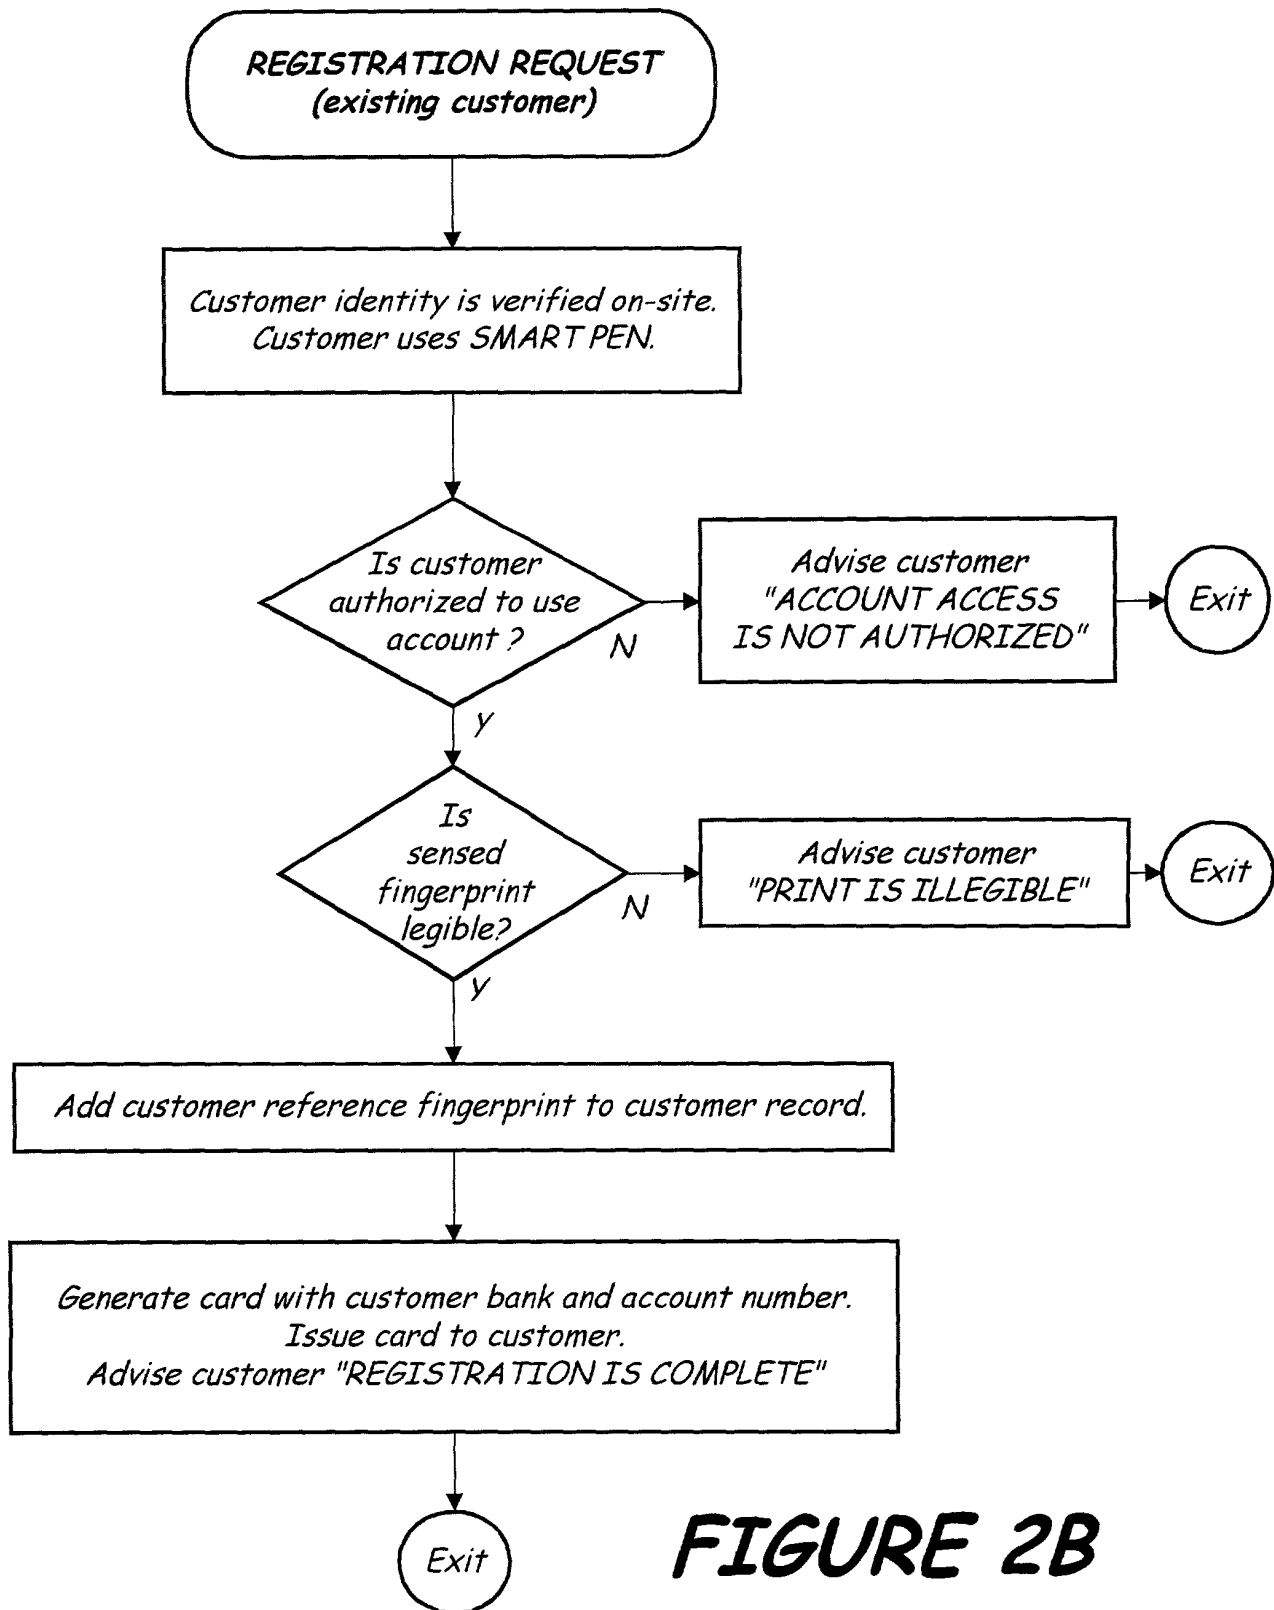 REGISTRATION REQUEST
(existing customer)
Customer identity is verified on-site.
Customer uses SMART PEN.
Is customer
authorized to use
account ?
N
Advise customer
"ACCOUNT ACCESS
IS NOT AUTHORIZED"
Exit
Y
Is
sensed
fingerprint
legible?
N
Advise customer
"PRINT IS ILLEGIBLE"
Exit
Y
Add customer reference fingerprint to customer record.
Generate card with customer bank and account number.
Issue card to customer.
Advise customer "REGISTRATION IS COMPLETE"
Exit
FIGURE 2B